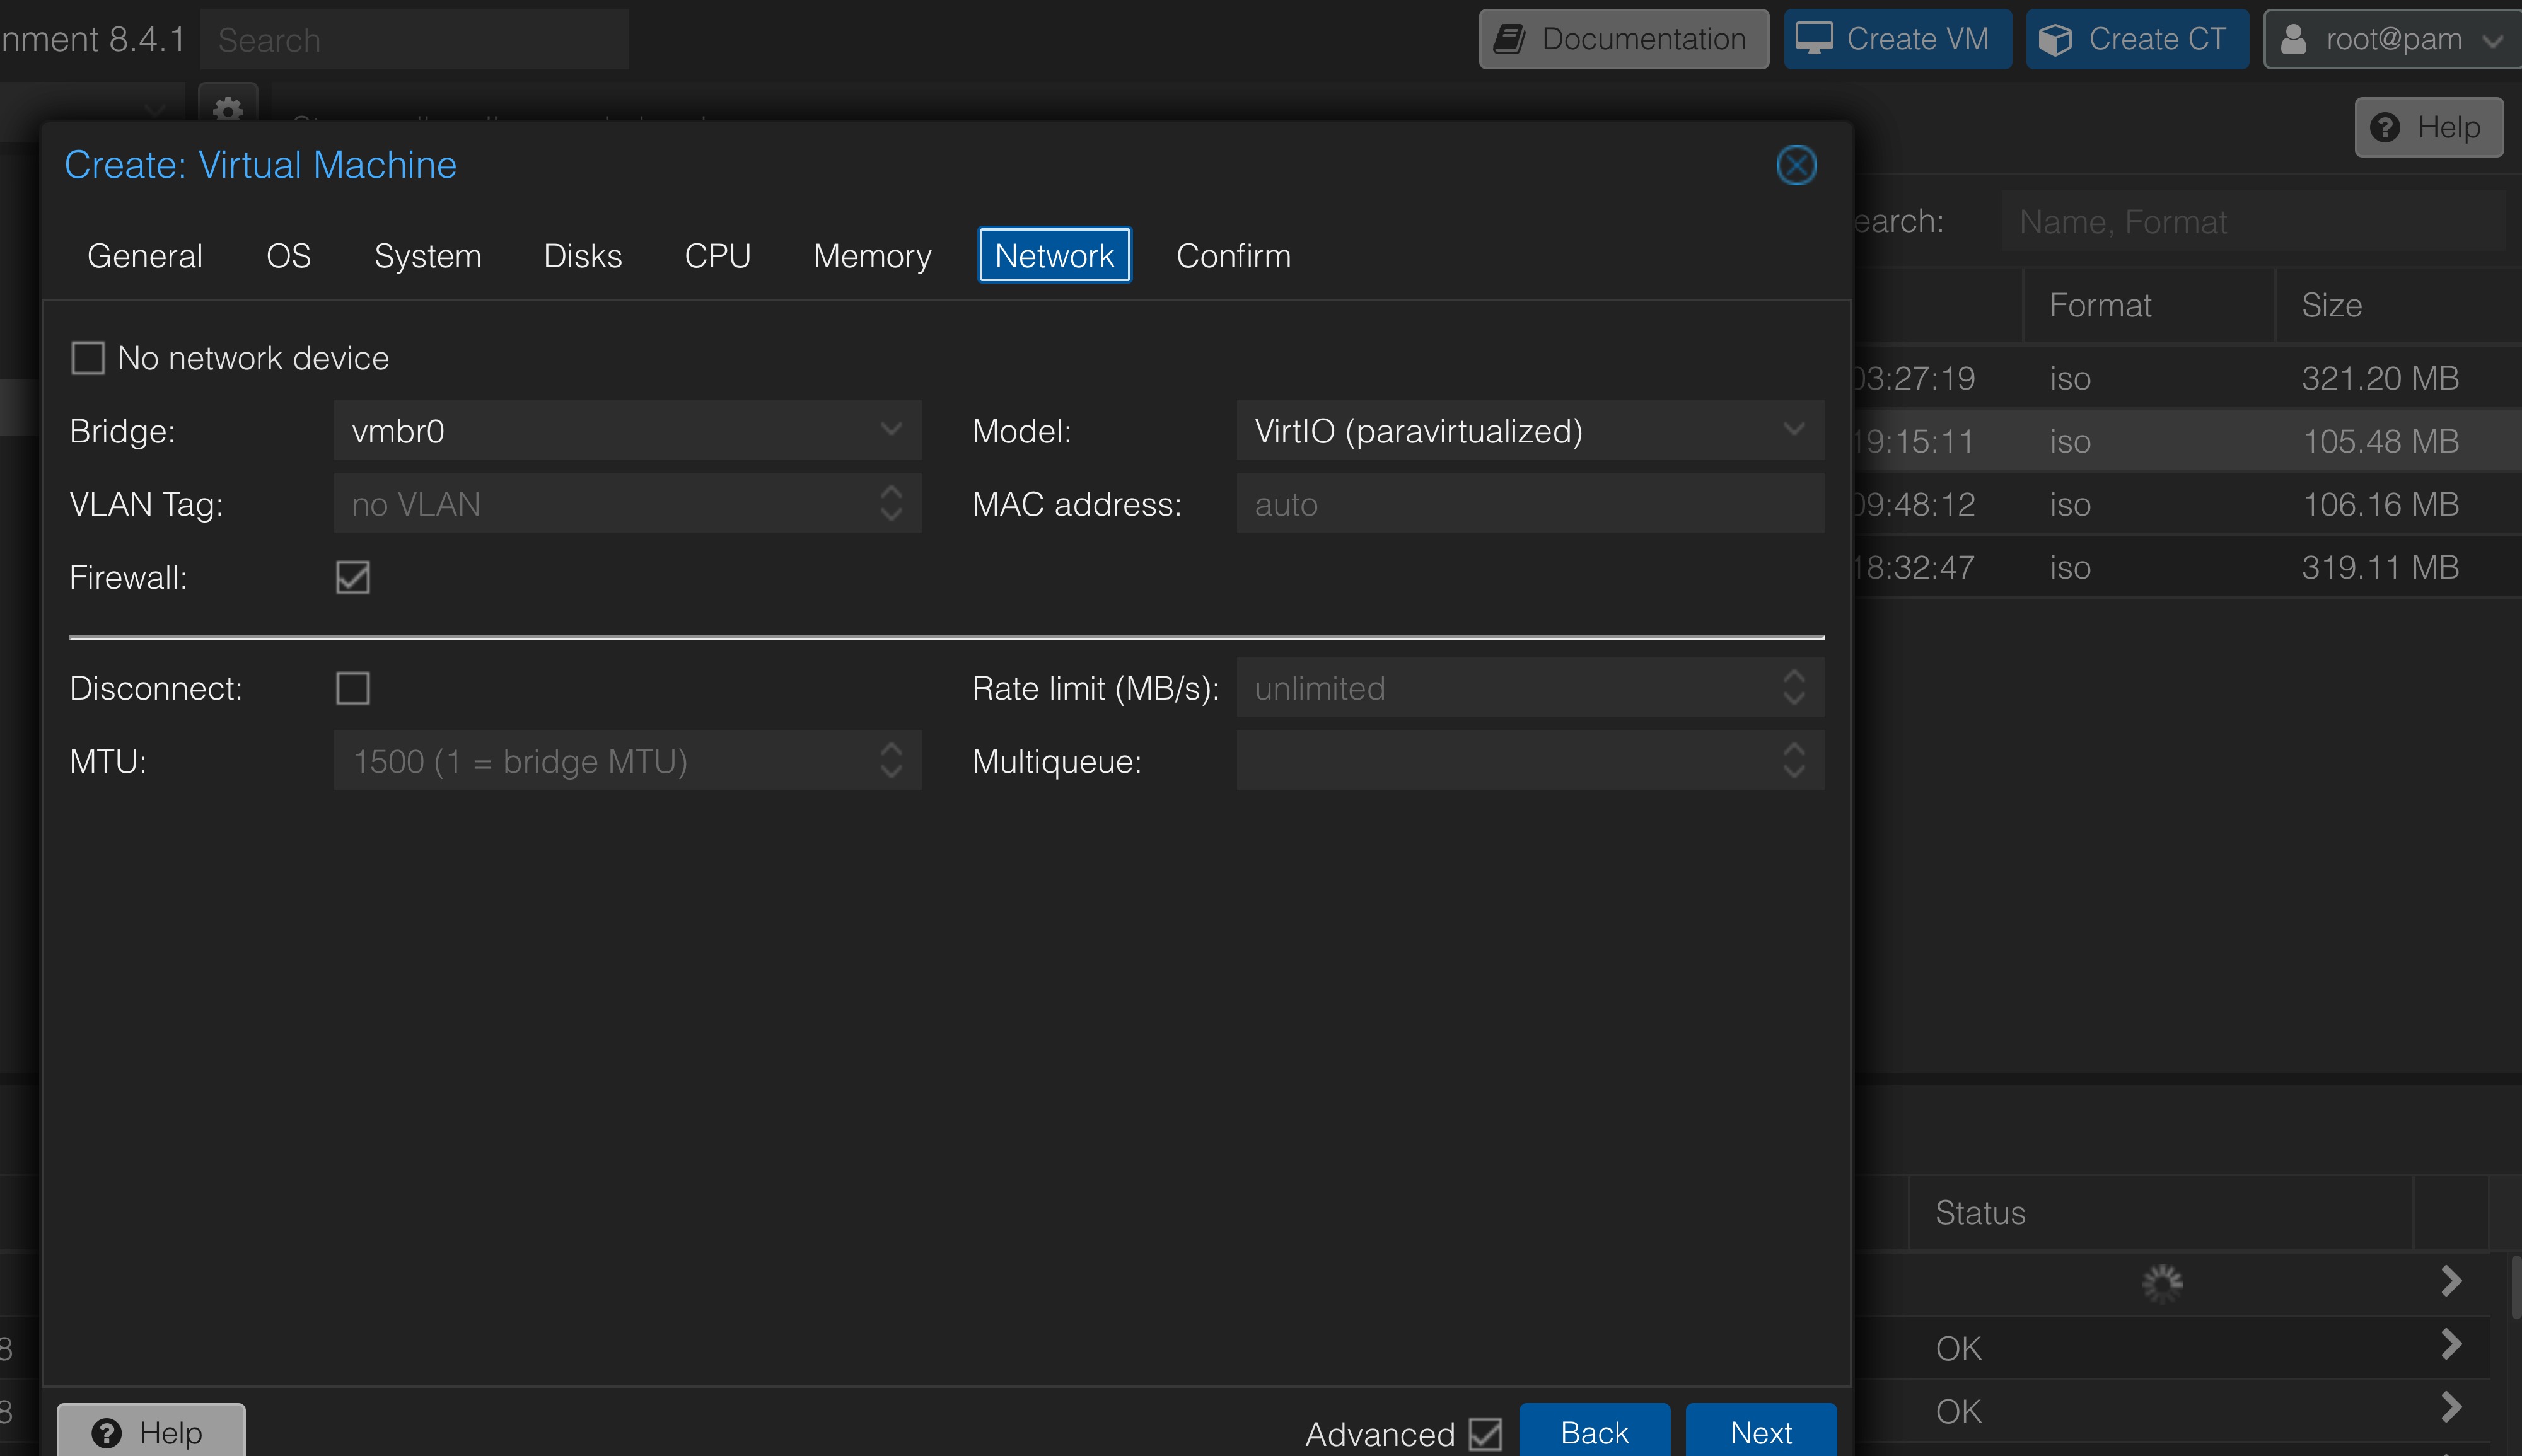 nment 8.4.1 Search Documentation Create VM Create CT root@pam
Help
Create: Virtual Machine
General OS System Disks CPU Memory Network Confirm
No network device
Bridge: vmbr0 Model: VirtIO (paravirtualized)
VLAN Tag: no VLAN MAC address: auto
Firewall:
Disconnect: Rate limit (MB/s): unlimited
MTU: 1500 (1 = bridge MTU) Multiqueue:
Help Advanced Back Next
earch: Name, Format
Format Size
03:27:19 iso 321.20 MB
19:15:11 iso 105.48 MB
09:48:12 iso 106.16 MB
18:32:47 iso 319.11 MB
Status
8 OK
8 OK